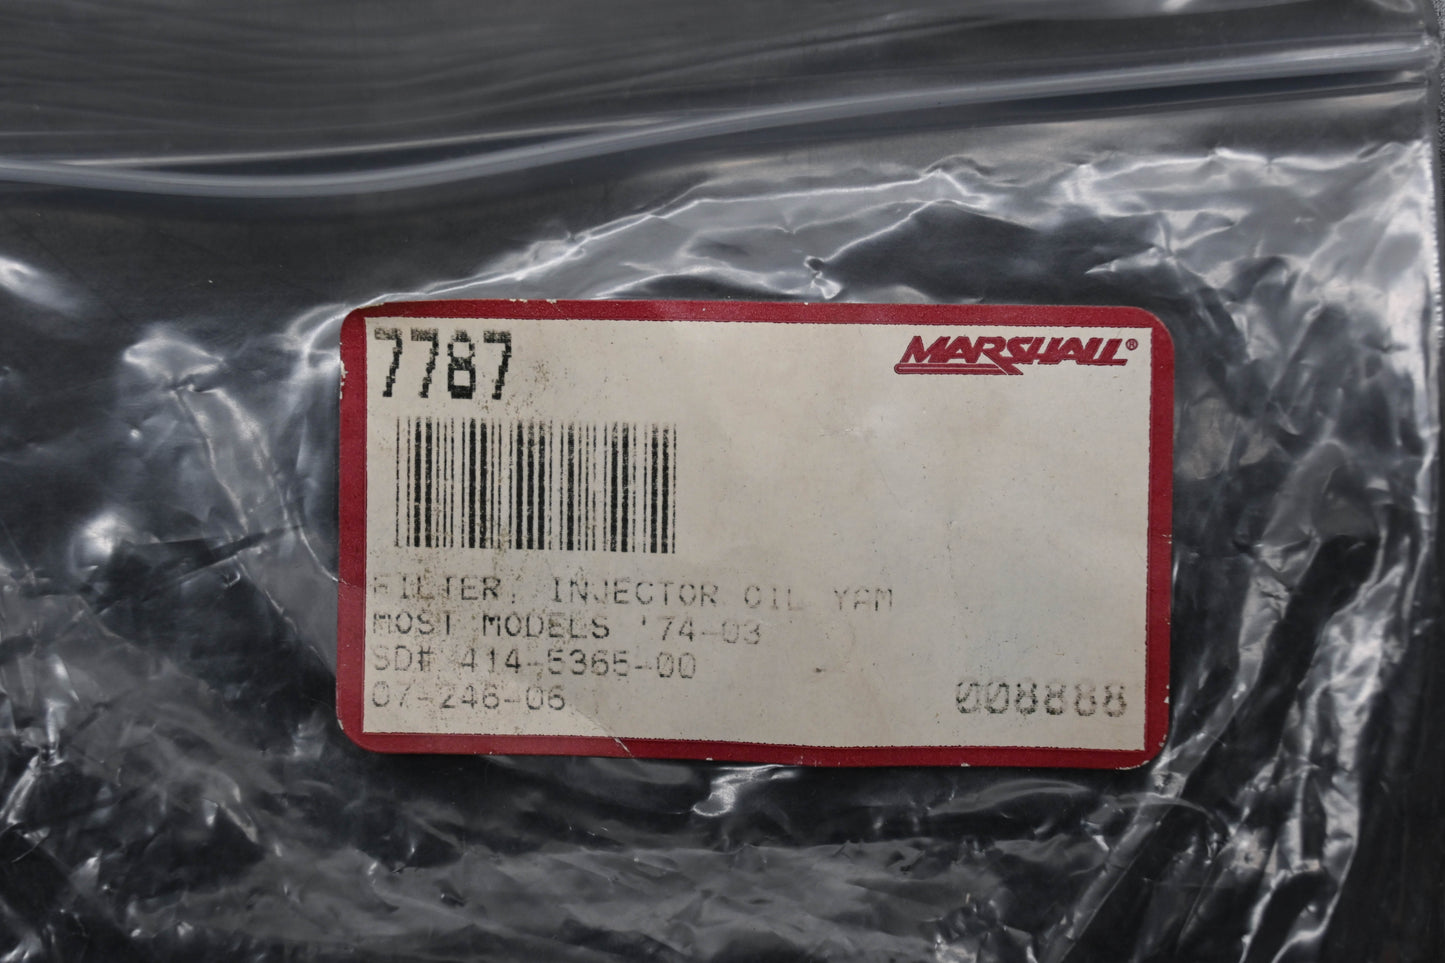 7787
MARSHALL®
FILTER, INJECTOR OIL YAM
MOST MODELS '74-03
SD# 414-5365-00
07-246-06
008888